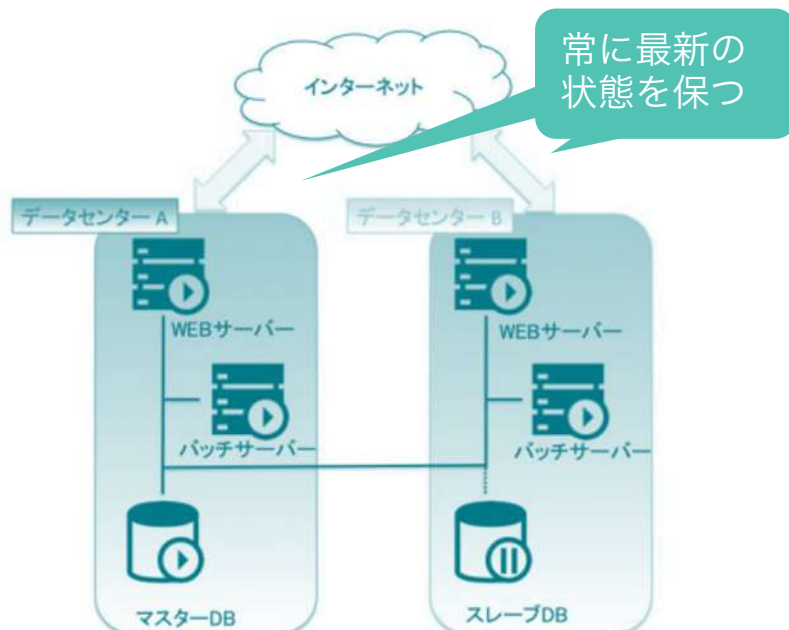 常に最新の
状態を保つ
インターネット
データセンター A
データセンター B
WEBサーバー
WEBサーバー
バッチサーバー
バッチサーバー
マスターDB
スレーブDB